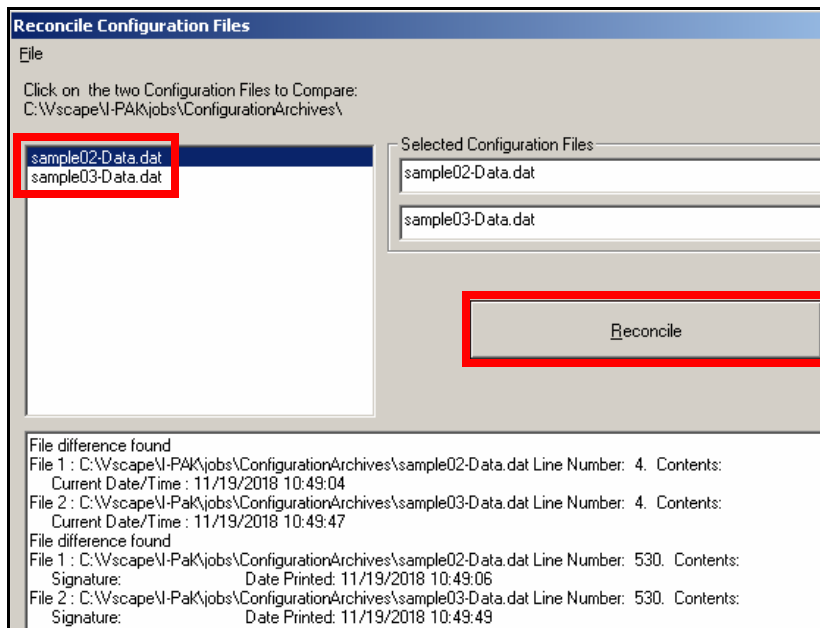 Reconcile Configuration Files
File
Click on the two Configuration Files to Compare:
C:\Vscape\I-PAK\jobs\ConfigurationArchives\
sample02-Data.dat
sample03-Data.dat
Selected Configuration Files
sample02-Data.dat
sample03-Data.dat
Reconcile
File difference found
File 1 : C:\Vscape\I-PAK\jobs\ConfigurationArchives\sample02-Data.dat Line Number: 4. Contents:
Current Date/Time : 11/19/2018 10:49:04
File 2 : C:\Vscape\I-PAK\jobs\ConfigurationArchives\sample03-Data.dat Line Number: 4. Contents:
Current Date/Time : 11/19/2018 10:49:47
File difference found
File 1 : C:\Vscape\I-PAK\jobs\ConfigurationArchives\sample02-Data.dat Line Number: 530. Contents:
Signature: Date Printed: 11/19/2018 10:49:06
File 2 : C:\Vscape\I-PAK\jobs\ConfigurationArchives\sample03-Data.dat Line Number: 530. Contents:
Signature: Date Printed: 11/19/2018 10:49:49